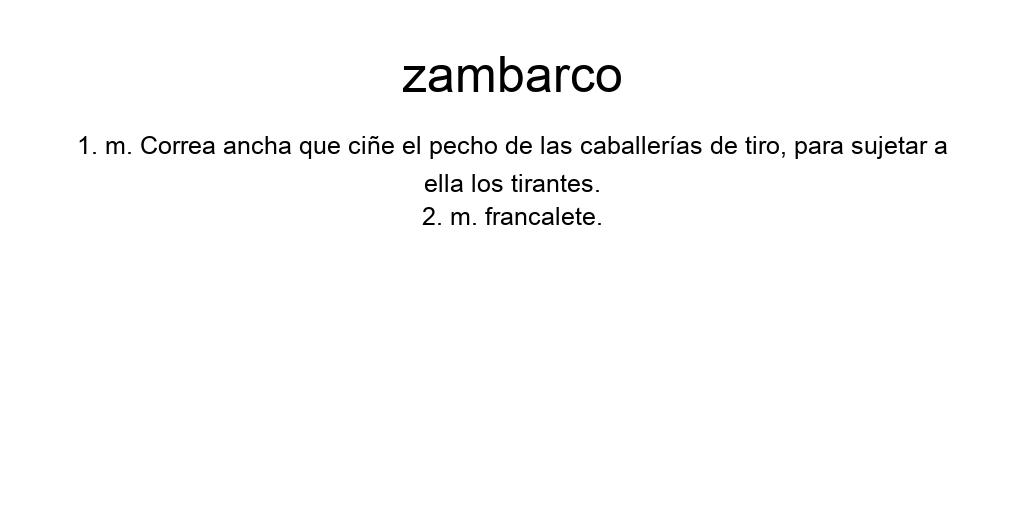 zambarco
1. m. Correa ancha que ciñe el pecho de las caballerías de tiro, para sujetar a
ella los tirantes.
2. m. francalete.